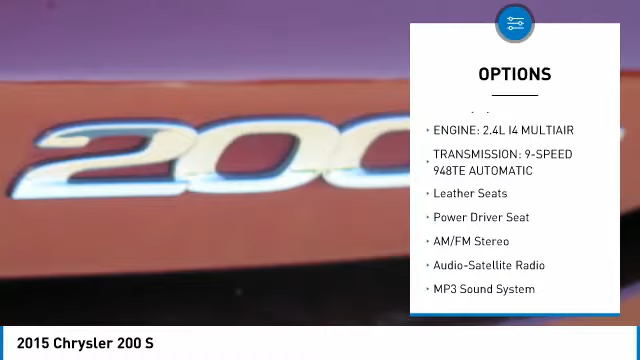 200
OPTIONS
• ENGINE: 2.4L I4 MULTIAIR
• TRANSMISSION: 9-SPEED
948TE AUTOMATIC
• Leather Seats
• Power Driver Seat
• AM/FM Stereo
• Audio-Satellite Radio
• MP3 Sound System
2015 Chrysler 200 S